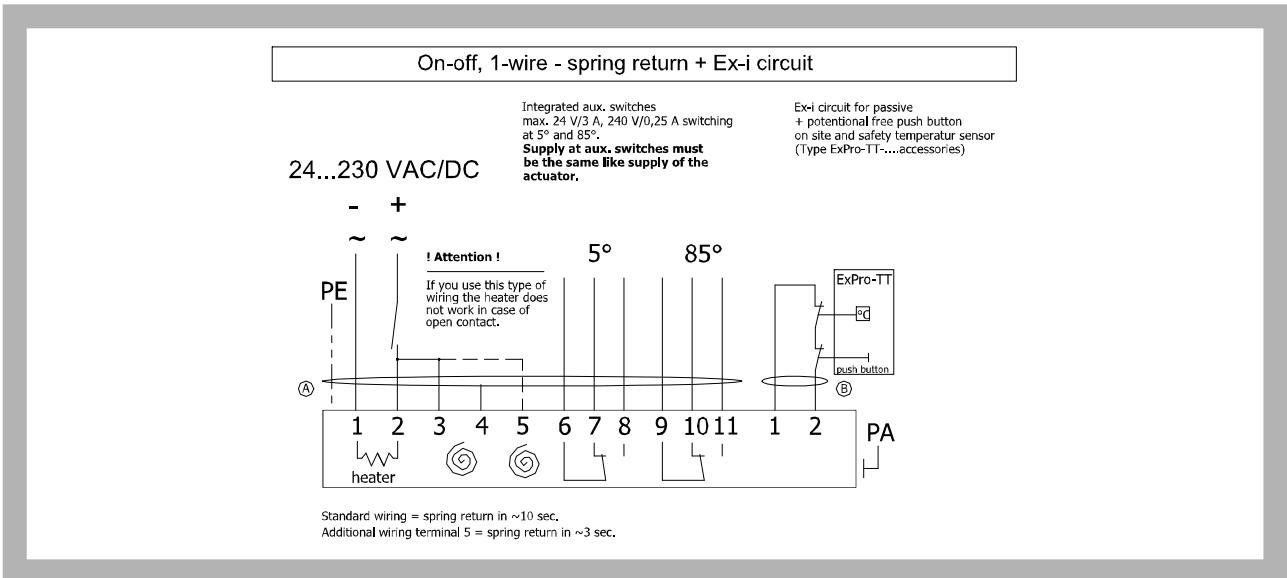 On-off, 1-wire - spring return + Ex-i circuit
Integrated aux. switches
max. 24 V/3 A, 240 V/0,25 A switching
at 5° and 85°.
Supply at aux. switches must
be the same like supply of the
actuator.
Ex-i circuit for passive
+ potentional free push button
on site and safety temperatur sensor
(Type ExPro-TT-....accessories)
24...230 VAC/DC
- +
~ ~
! Attention !
If you use this type of
wiring the heater does
not work in case of
open contact.
5° 85°
PE
ExPro-TT
°C
push button
A
B
1 2 3 4 5 6 7 8 9 10 11 1 2
PA
heater
Standard wiring = spring return in ~10 sec.
Additional wiring terminal 5 = spring return in ~3 sec.